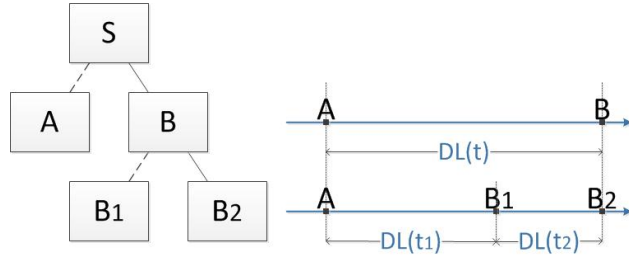 S
A B
B1 B2
A B
DL(t)
A B1 B2
DL(t1) DL(t2)